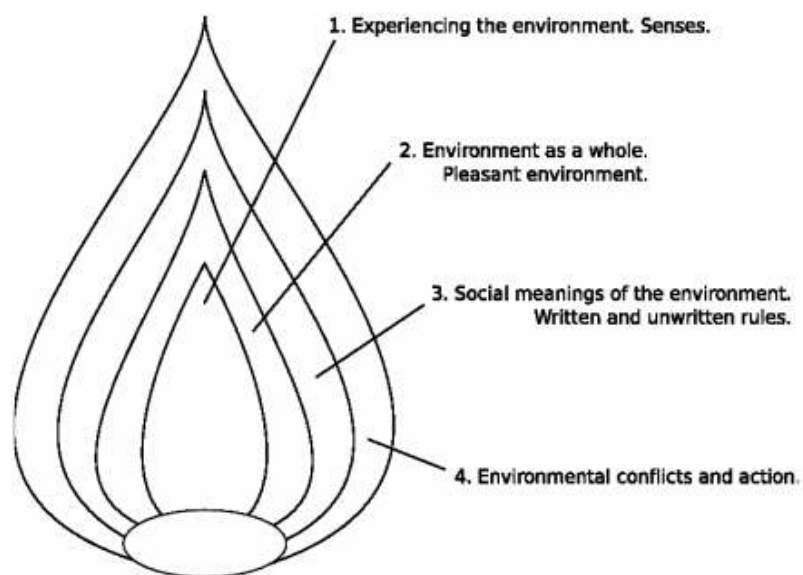 1. Experiencing the environment. Senses.
2. Environment as a whole.
Pleasant environment.
3. Social meanings of the environment.
Written and unwritten rules.
4. Environmental conflicts and action.